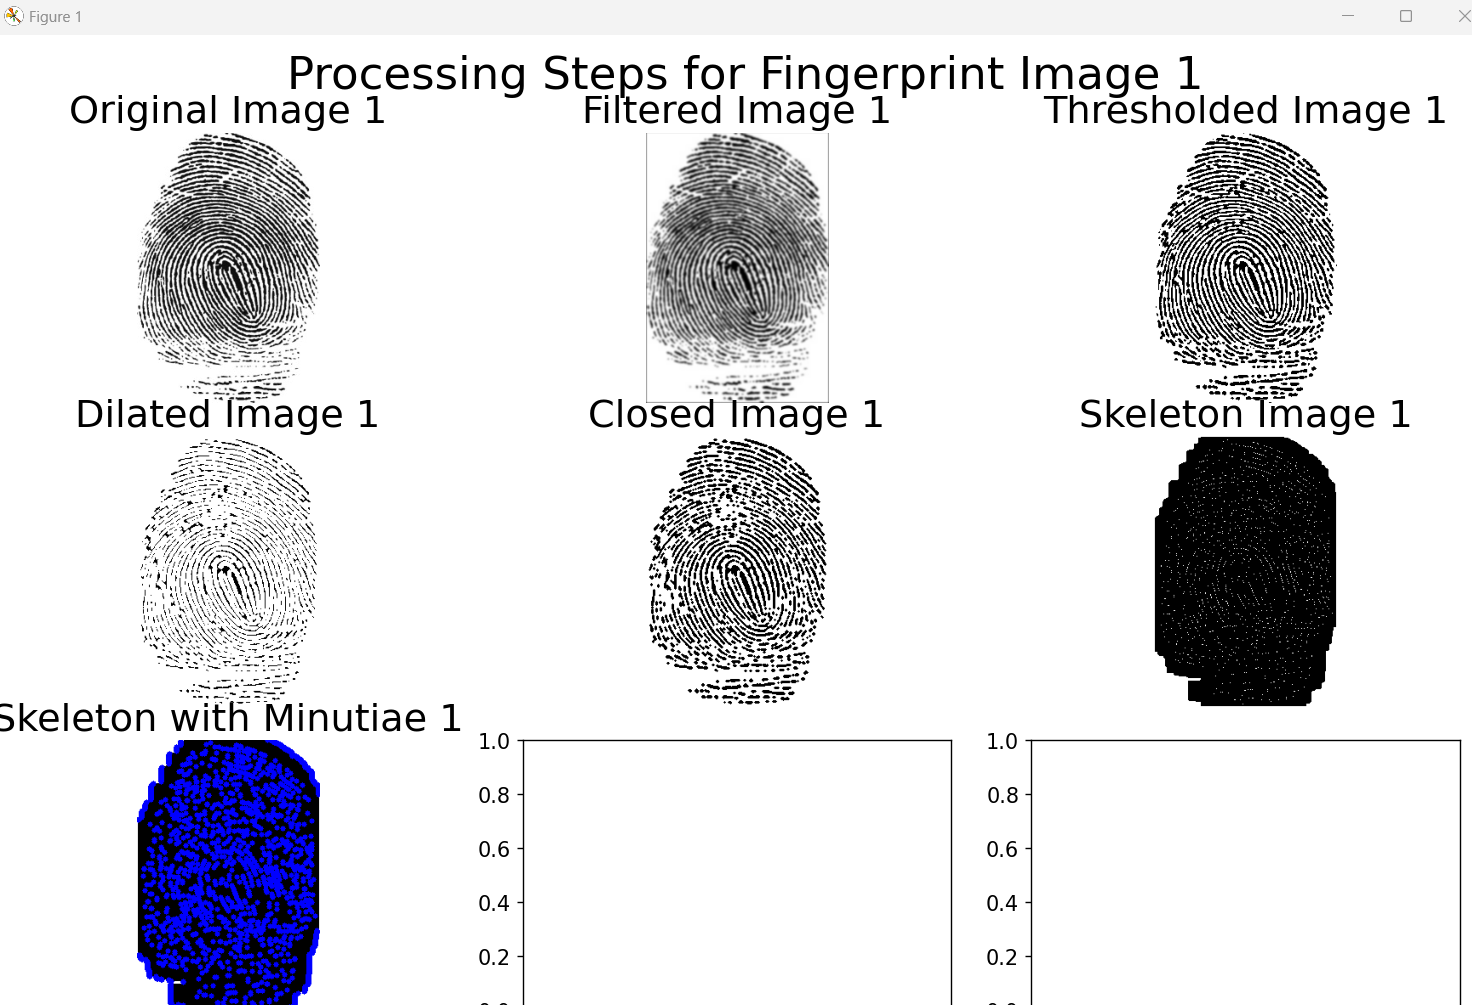 Figure 1
Processing Steps for Fingerprint Image 1
Original Image 1
Filtered Image 1
Thresholded Image 1
Dilated Image 1
Closed Image 1
Skeleton Image 1
Skeleton with Minutiae 1
1.0
0.8
0.6
0.4
0.2
1.0
0.8
0.6
0.4
0.2